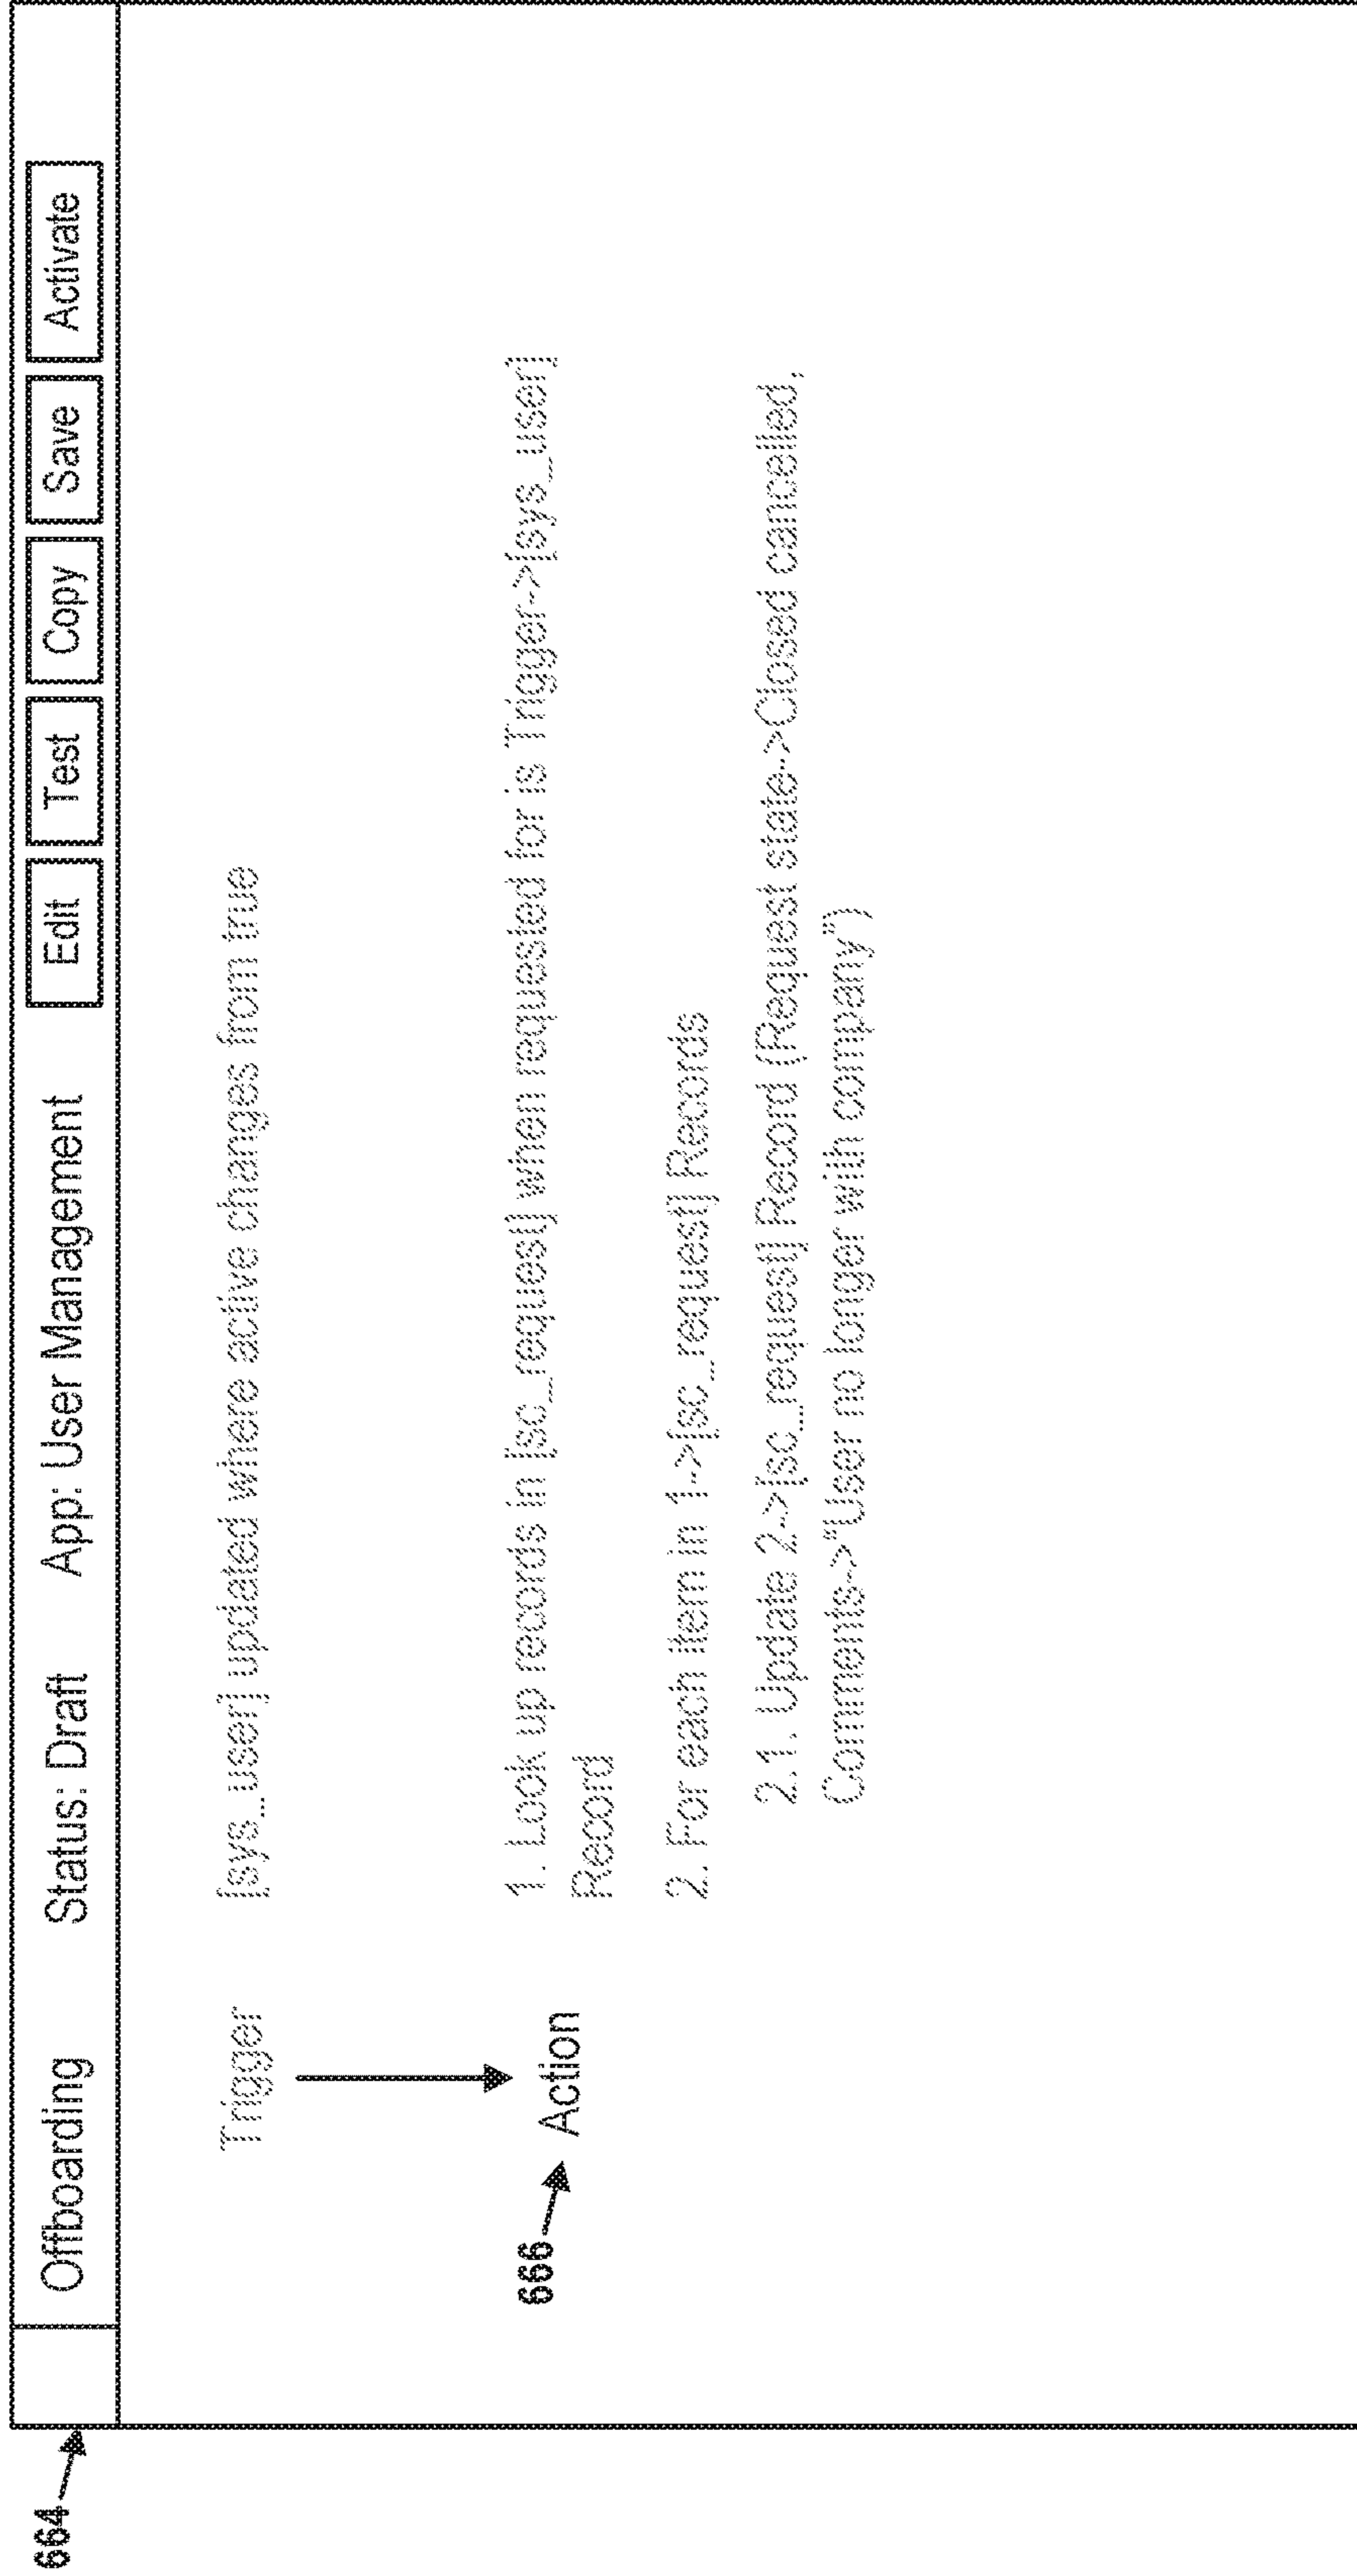 664
Offboarding Status: Draft App: User Management Edit Test Copy Save Activate
Trigger [sys_user] updated where active changes from true
666 Action 1. Look up records in [sc_request] when requested for is Trigger->[sys_user]
Record
2. For each item in 1->[sc_request] Records
2.1. Update 2->[sc_request] Record (Request state->Closed cancelled,
Comments->"User no longer with company")